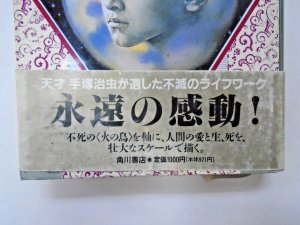 天才 手塚治虫が遺した不滅のライフワーク
永遠の感動!
不死の〈火の鳥〉を軸に、人間の愛と生、死を、
壮大なスケールで描く。
角川書店●定価1000円(本体971円)